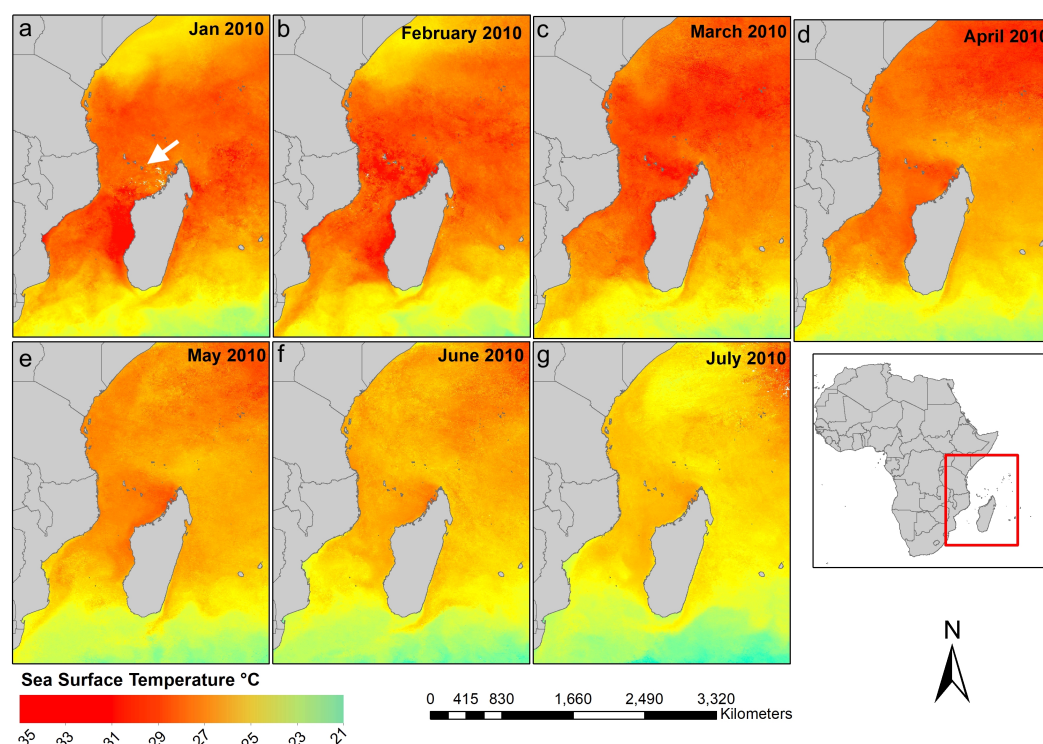 a
Jan 2010
b
February 2010
c
March 2010
d
April 2010
e
May 2010
f
June 2010
g
July 2010
N
Sea Surface Temperature °C
35 33 31 29 27 25 23 21
0 415 830 1,660 2,490 3,320
Kilometers